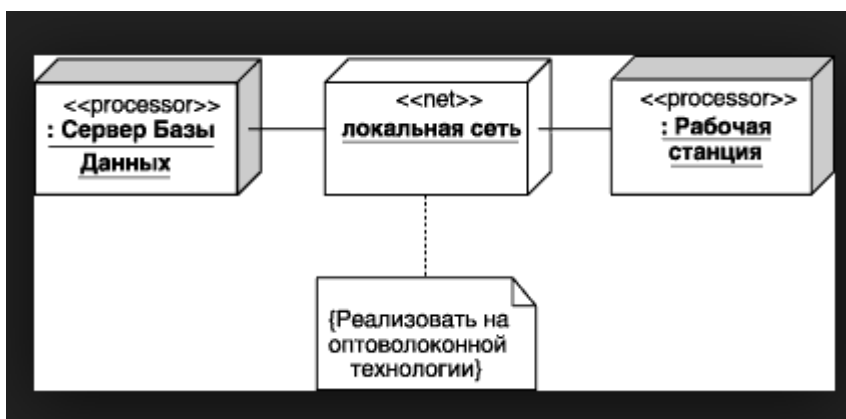 <<processor>>
: Сервер Базы
Данных
<<net>>
локальная сеть
<<processor>>
: Рабочая
станция
{Реализовать на
оптоволоконной
технологии}